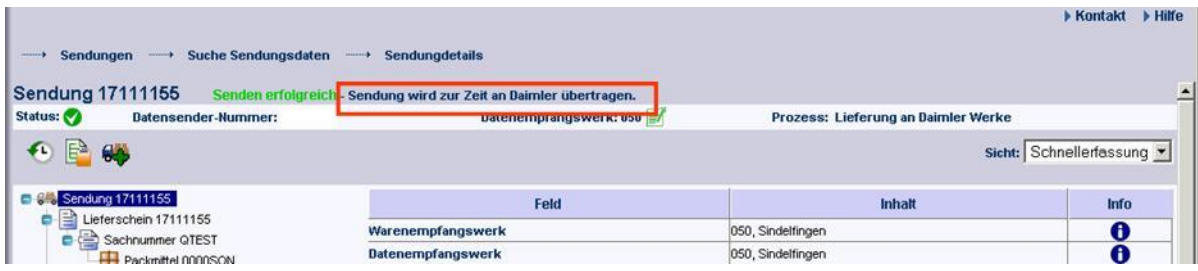 Kontakt Hilfe
Sendungen Suche Sendungsdaten Sendungdetails
Sendung 17111155 Senden erfolgreich - Sendung wird zur Zeit an Daimler übertragen.
Status: Datensender-Nummer: Datenempfangswerk: 050 Prozess: Lieferung an Daimler Werke
Sicht: Schnellerfassung
Sendung 17111155
Lieferschein 17111155
Sachnummer QTEST
Packmittel 0000SON
Feld Inhalt Info
Warenempfangswerk 050, Sindelfingen
Datenempfangswerk 050, Sindelfingen